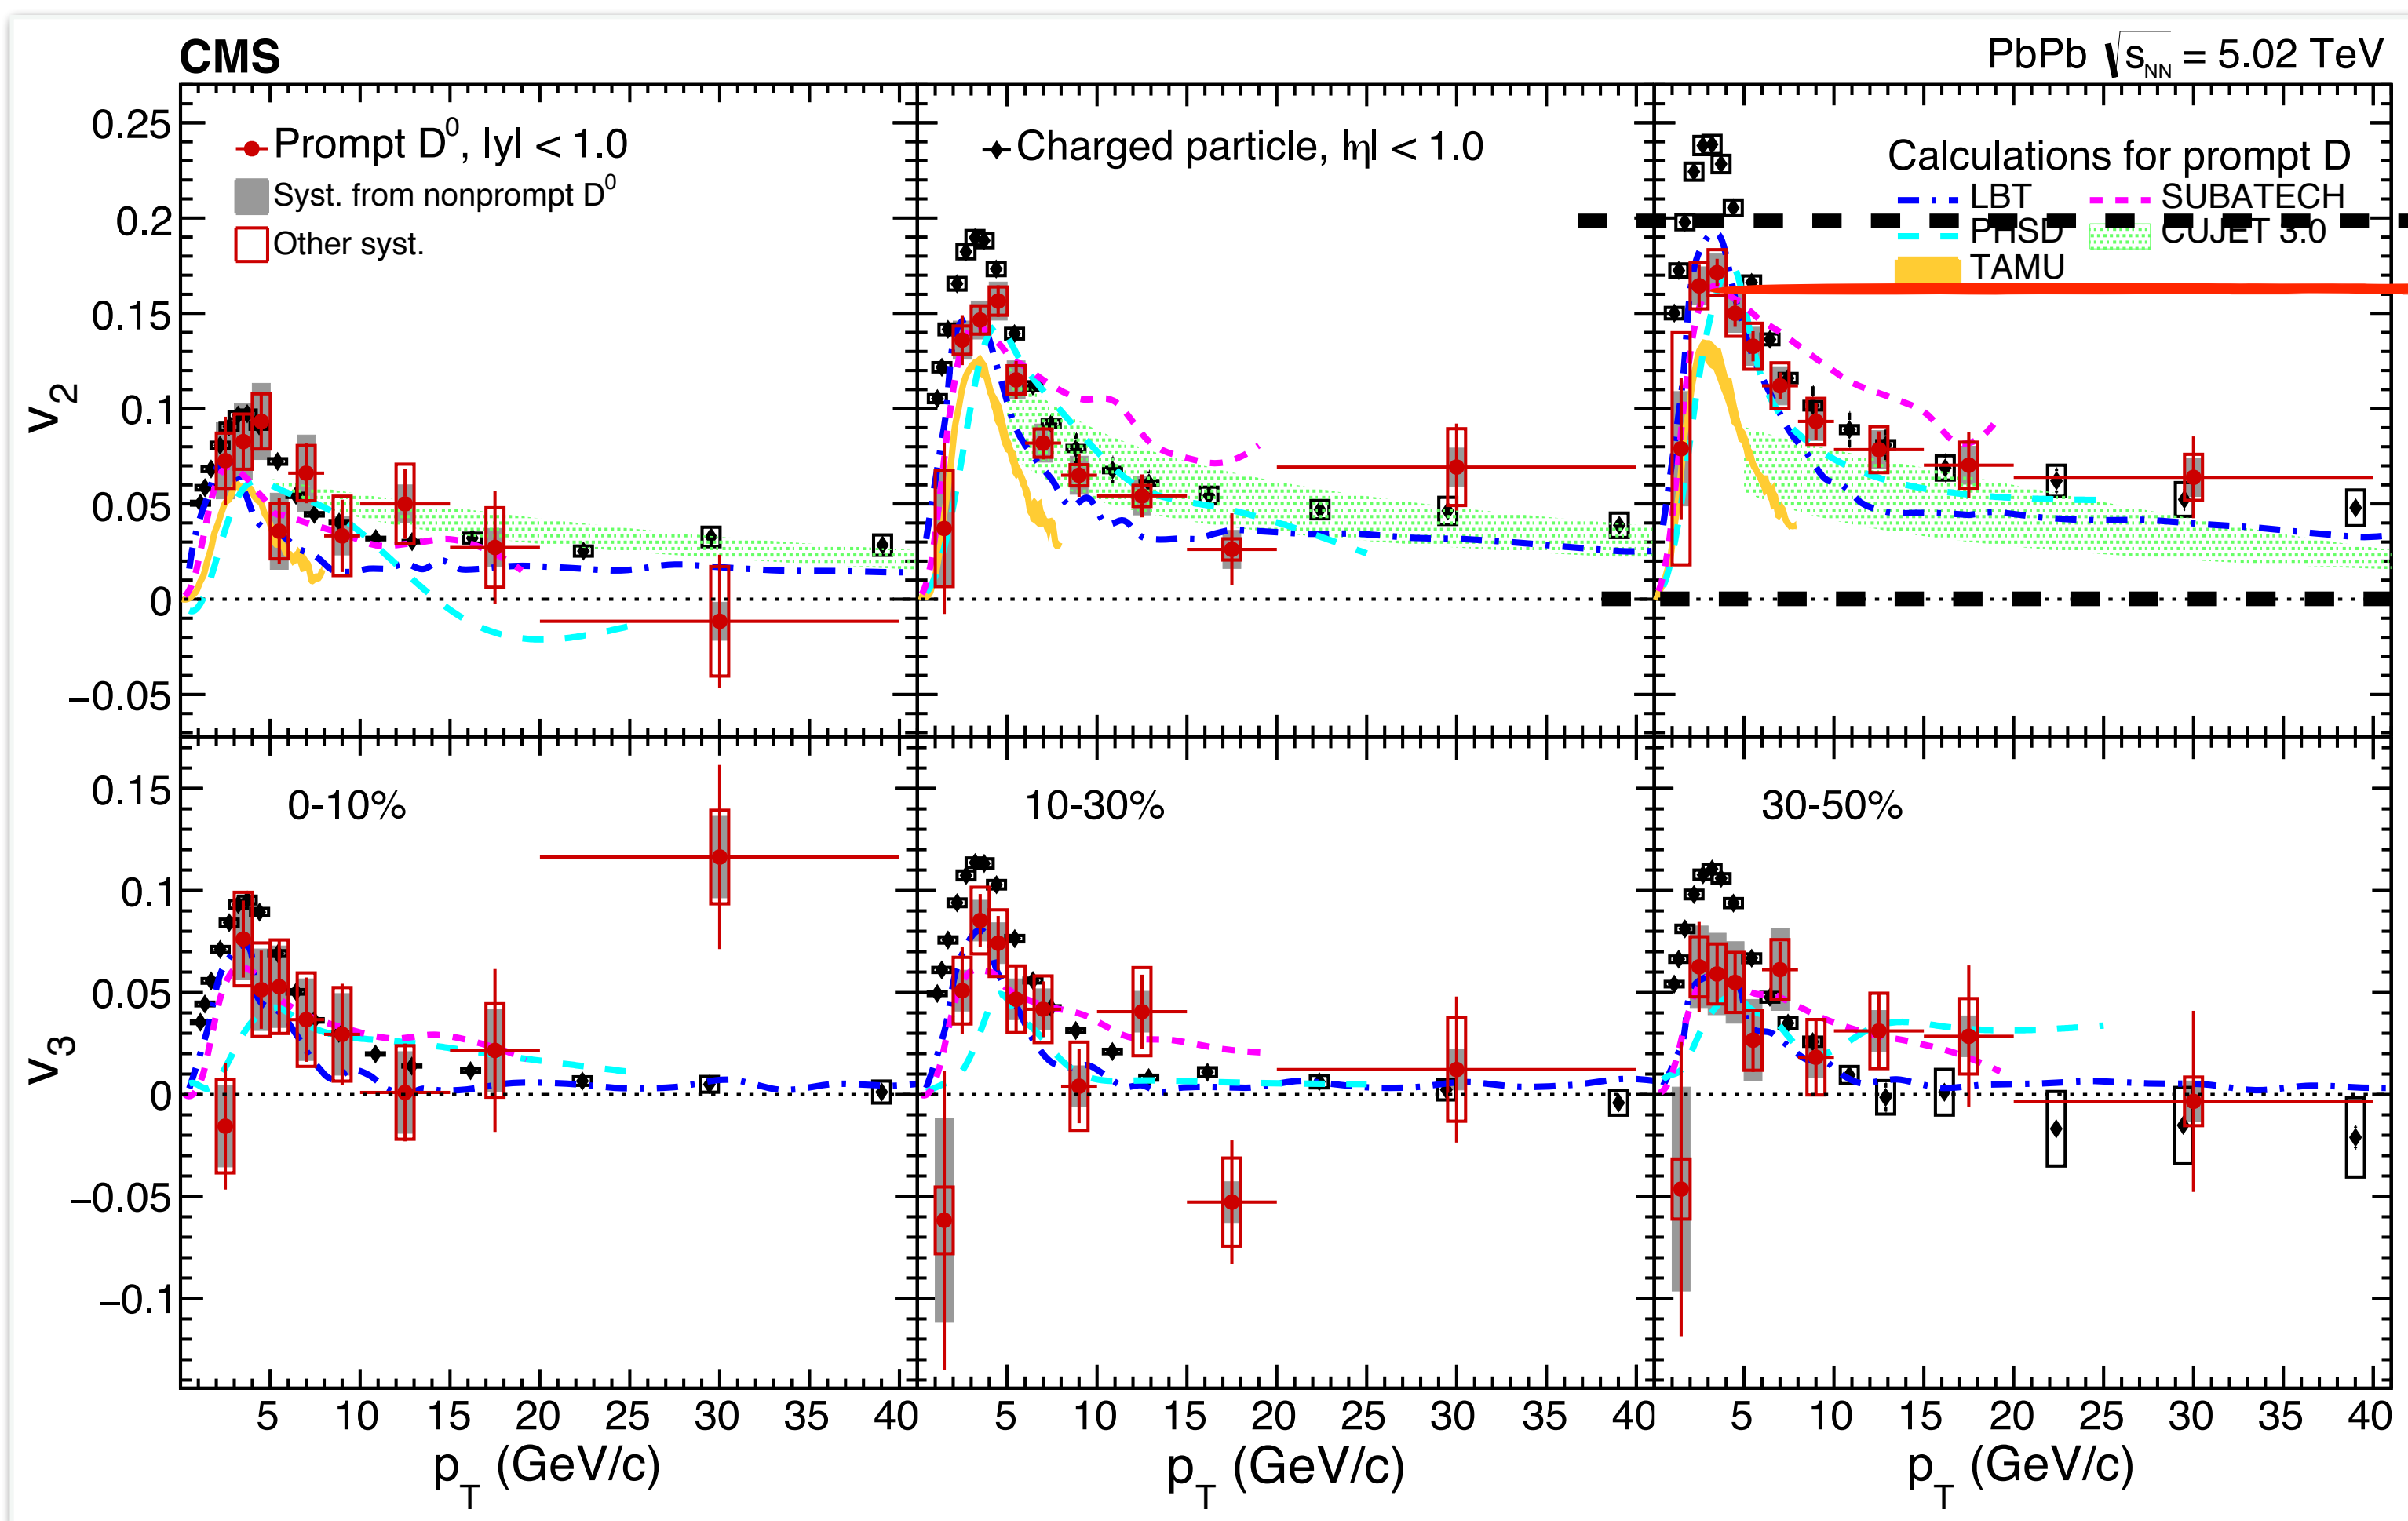 CMS
PbPb √sNN = 5.02 TeV
Prompt D0, |y| < 1.0
Syst. from nonprompt D0
Other syst.
Charged particle, |η| < 1.0
Calculations for prompt D
LBT
SUBATECH
PHSD
CUJET 3.0
TAMU
v2
0.25
0.2
0.15
0.1
0.05
0
−0.05
0-10%
10-30%
30-50%
v3
0.15
0.1
0.05
0
−0.05
−0.1
5 10 15 20 25 30 35 40
5 10 15 20 25 30 35 40
5 10 15 20 25 30 35 40
pT (GeV/c)
pT (GeV/c)
pT (GeV/c)